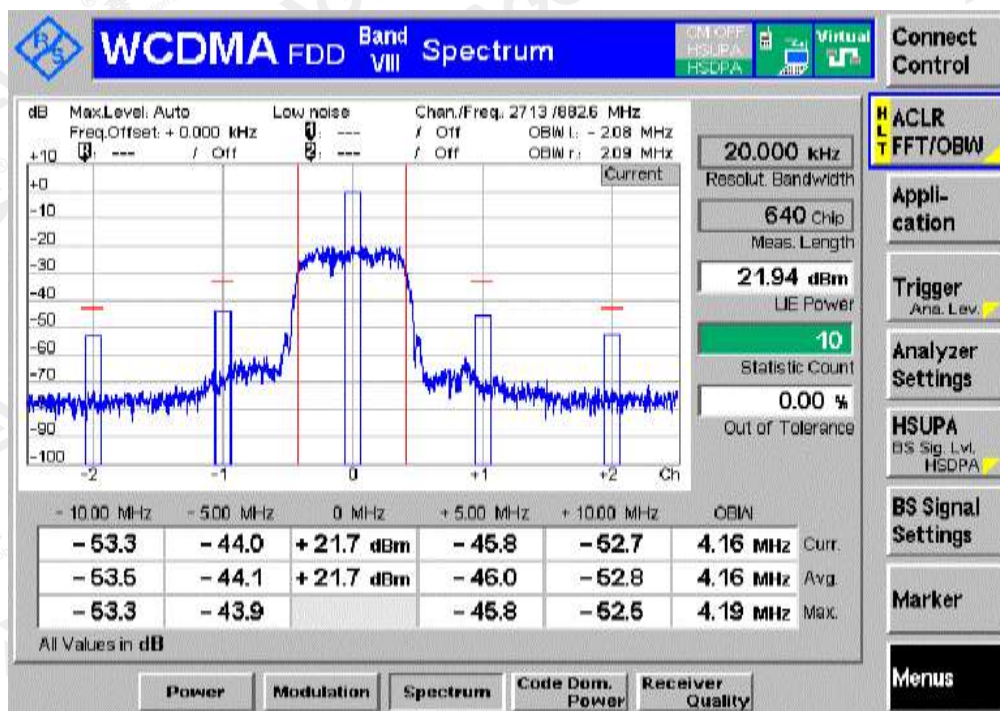 WCDMA FDD Band VIII Spectrum
CM OFF
HSUPA
HSDPA
Virtual
Connect Control
dB Max.Level: Auto Low noise Chan./Freq.: 2713 /882.6 MHz
Freq.Offset: + 0.000 kHz 1: --- / Off OBW l.: - 2.08 MHz
R: --- / Off 2: --- / Off OBW r.: 2.09 MHz
Current
+10
+0
-10
-20
-30
-40
-50
-60
-70
-90
-100
-2 -1 0 +1 +2 Ch
20.000 kHz
Resolut. Bandwidth
640 Chip
Meas. Length
21.94 dBm
UE Power
10
Statistic Count
0.00 %
Out of Tolerance
- 10.00 MHz - 5.00 MHz 0 MHz + 5.00 MHz + 10.00 MHz OBW
- 53.3 - 44.0 + 21.7 dBm - 45.8 - 52.7 4.16 MHz Curr.
- 53.5 - 44.1 + 21.7 dBm - 46.0 - 52.8 4.16 MHz Avg.
- 53.3 - 43.9 - 45.8 - 52.5 4.19 MHz Max.
All Values in dB
ACLR FFT/OBW
HLT
Appli-
cation
Trigger
Ana. Lev.
Analyzer
Settings
HSUPA
BS Sig. Lvl.
HSDPA
BS Signal
Settings
Marker
Menus
Power Modulation Spectrum Code Dom. Power Receiver Quality